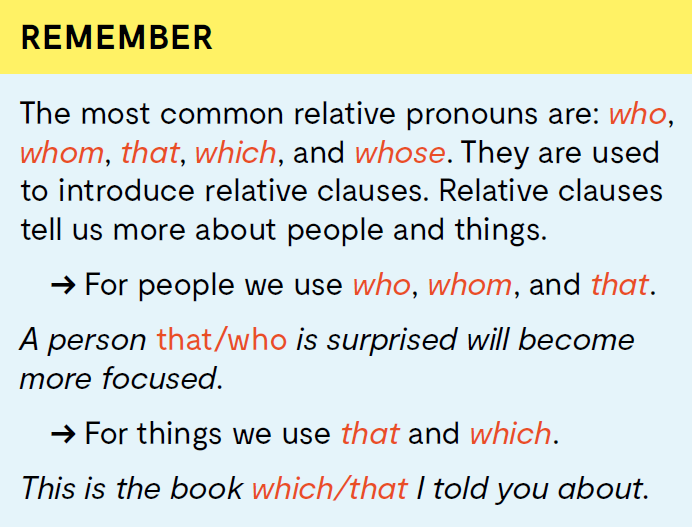 REMEMBER
The most common relative pronouns are: who,
whom, that, which, and whose. They are used
to introduce relative clauses. Relative clauses
tell us more about people and things.
→ For people we use who, whom, and that.
A person that/who is surprised will become
more focused.
→ For things we use that and which.
This is the book which/that I told you about.